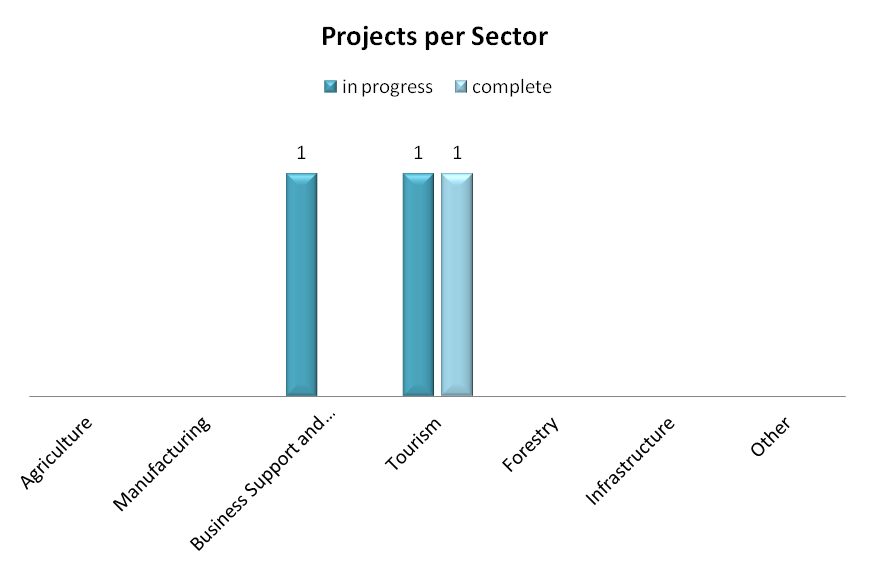 Projects per Sector
in progress complete
1 1 1
Agriculture
Manufacturing
Business Support and...
Tourism
Forestry
Infrastructure
Other